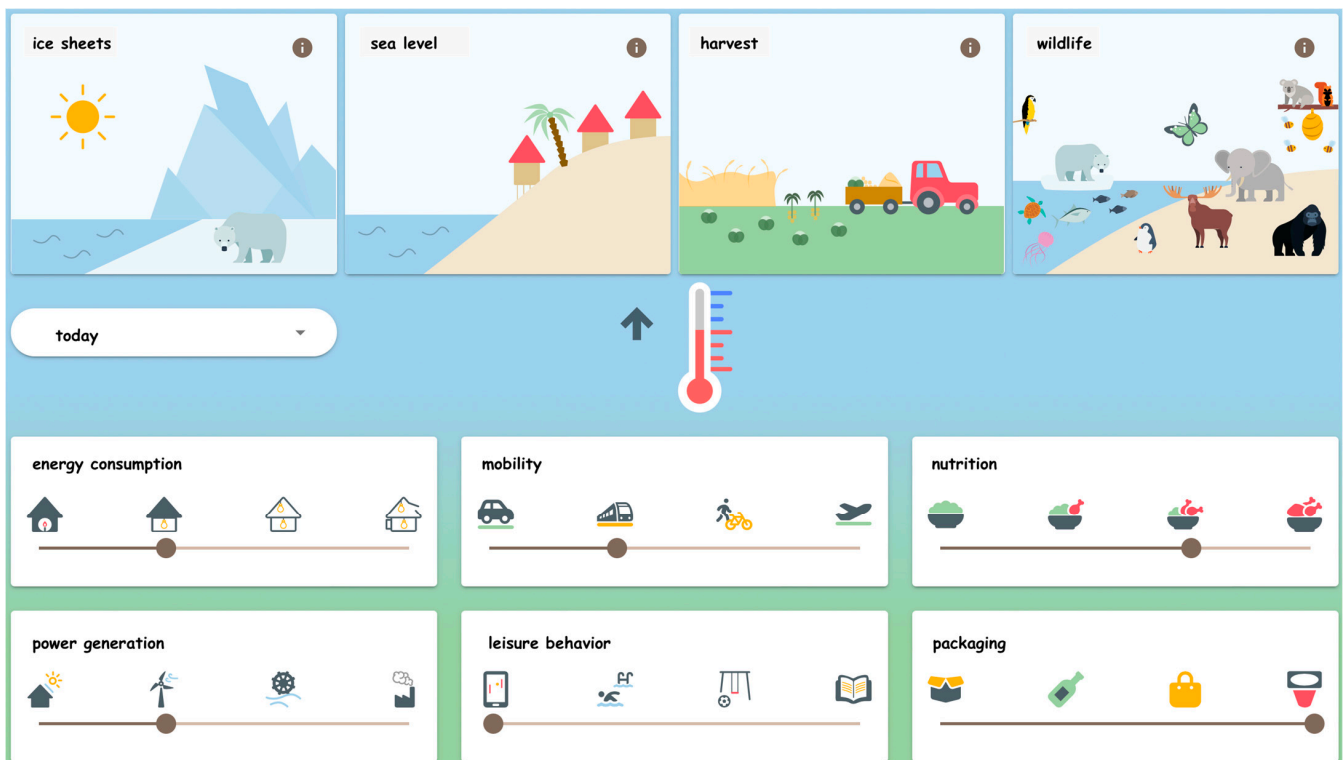 ice sheets
sea level
harvest
wildlife
today
energy consumption
mobility
nutrition
power generation
leisure behavior
packaging